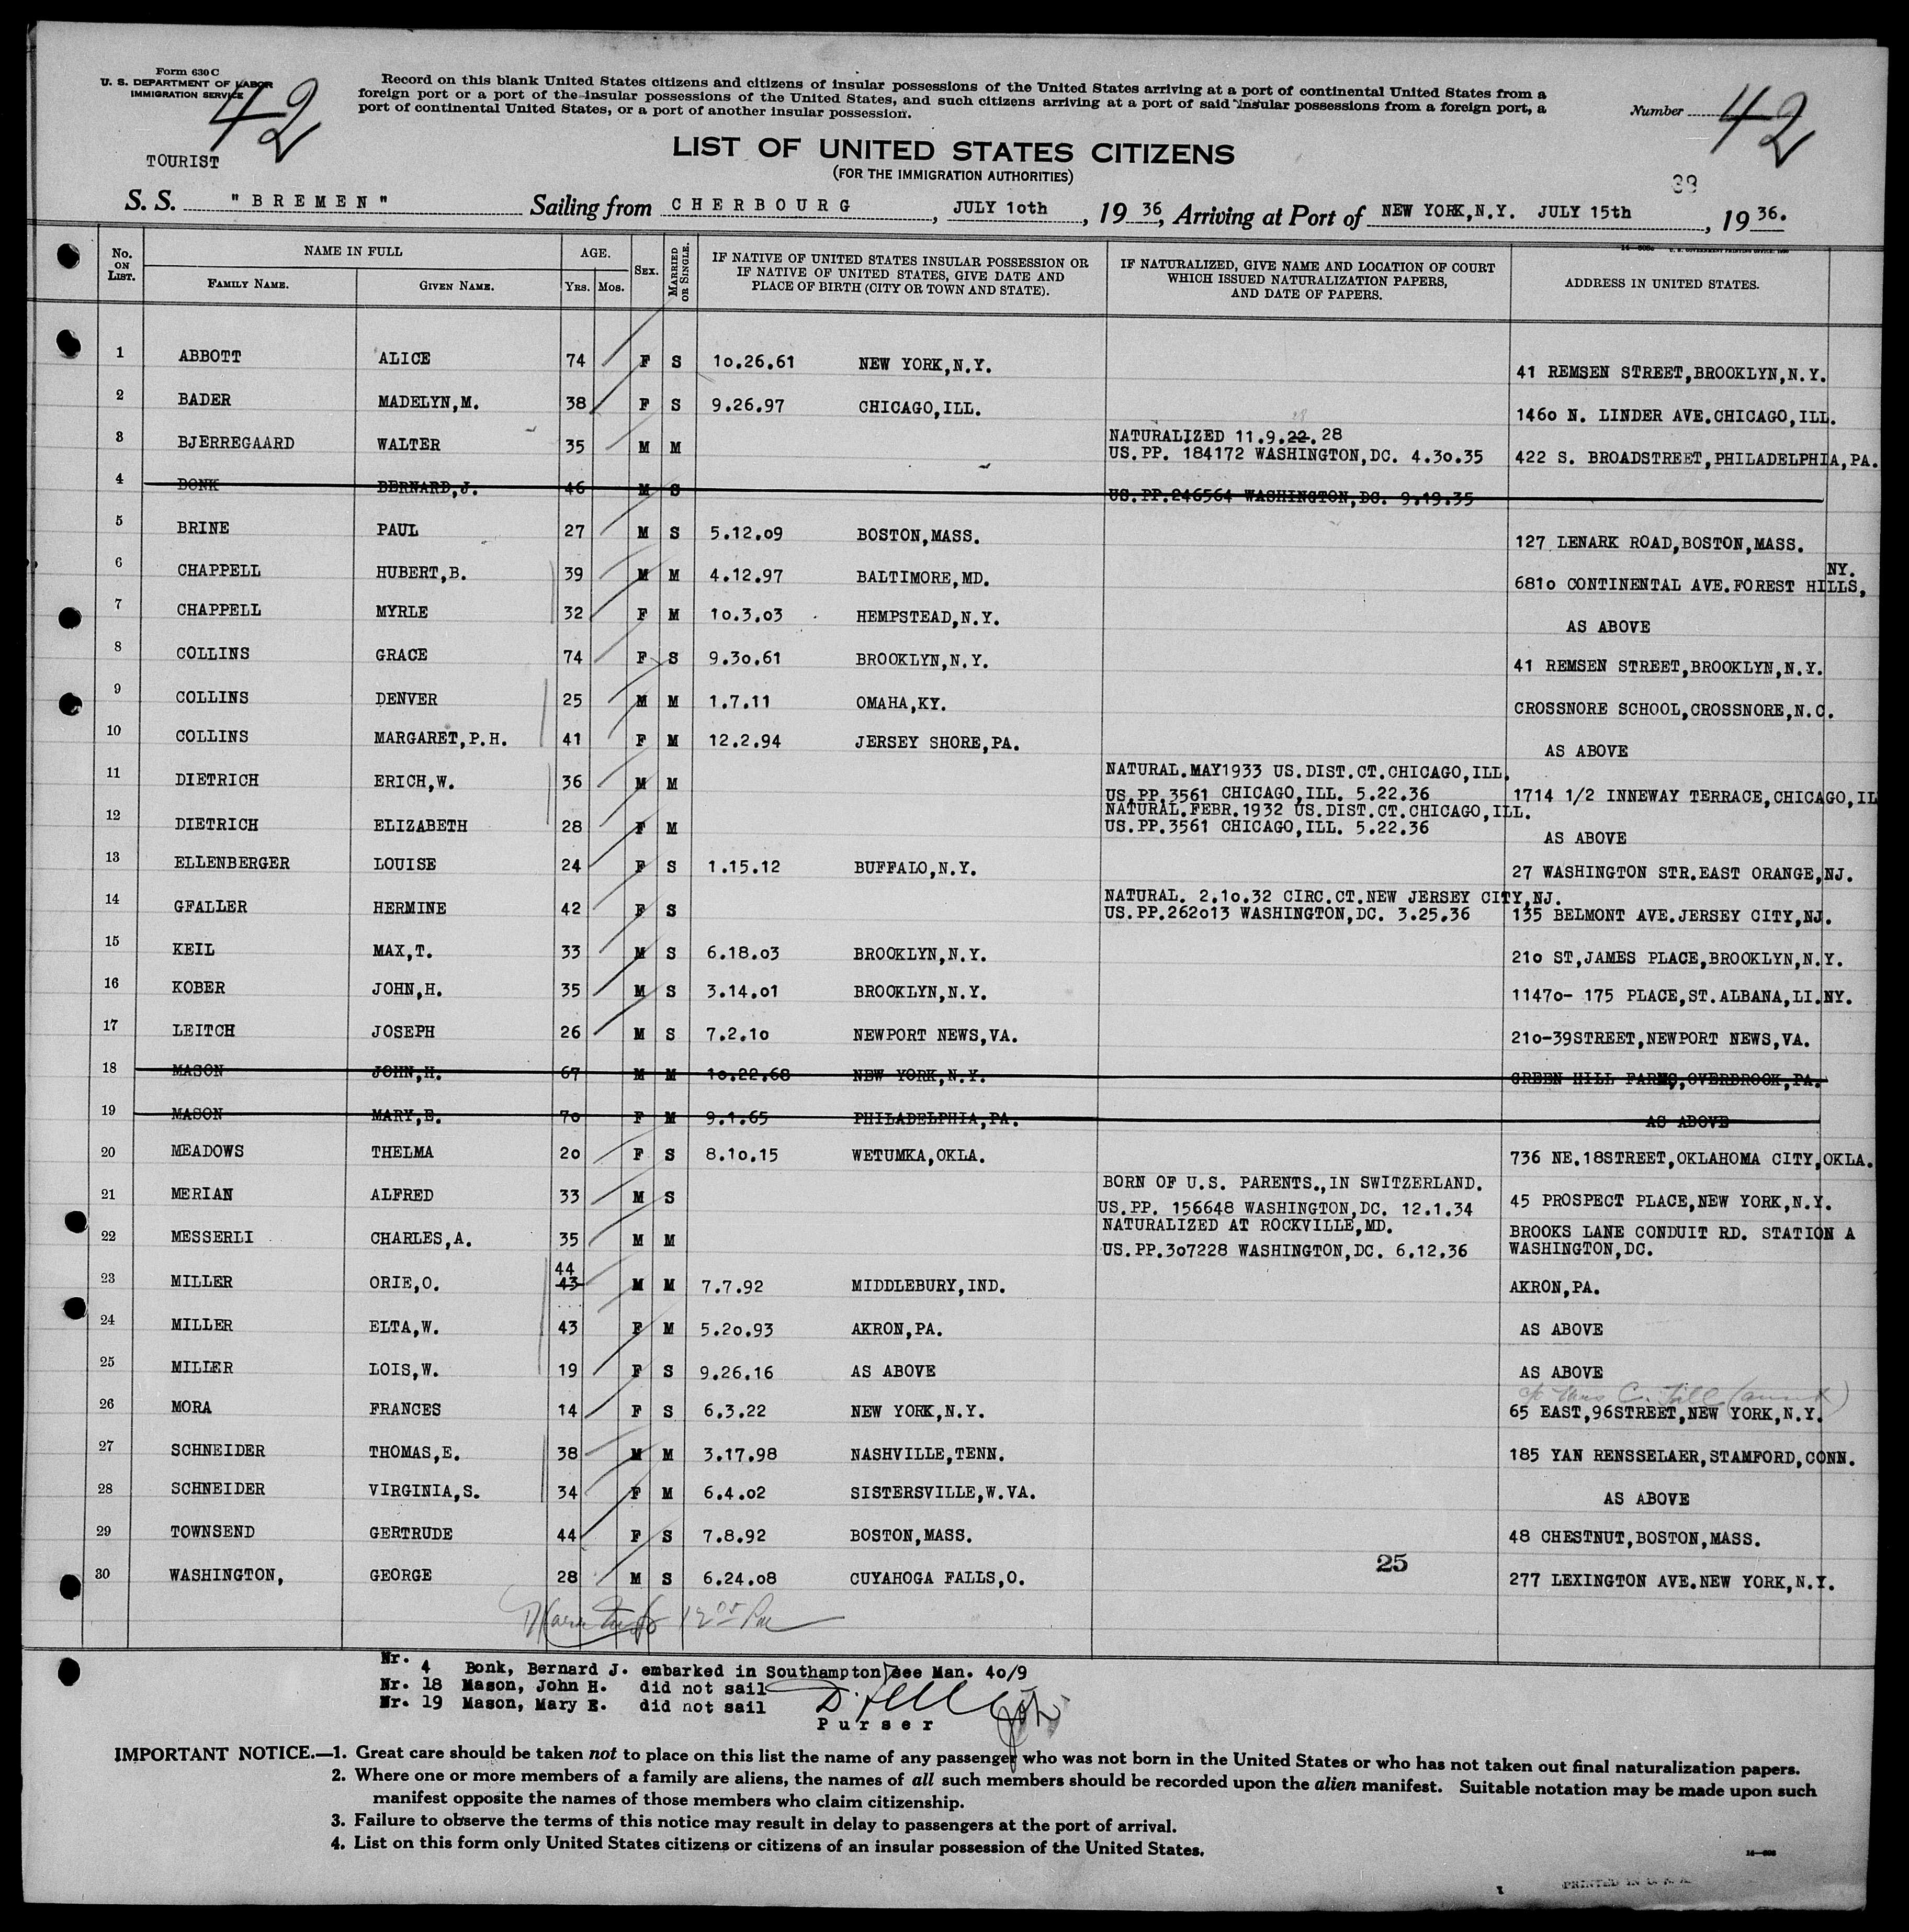 Form 630 C
U. S. DEPARTMENT OF LABOR
IMMIGRATION SERVICE
42
Record on this blank United States citizens and citizens of insular possessions of the United States arriving at a port of continental United States from a
foreign port or a port of the insular possessions of the United States, and such citizens arriving at a port of said insular possessions from a foreign port, a
port of continental United States, or a port of another insular possession.
Number 42
LIST OF UNITED STATES CITIZENS
(FOR THE IMMIGRATION AUTHORITIES)
TOURIST
S. S. "BREMEN" Sailing from CHERBOURG, JULY 10th, 19 36, Arriving at Port of NEW YORK,N.Y. JULY 15th, 19 36.
No. ON LIST. NAME IN FULL FAMILY NAME. GIVEN NAME. AGE. YRS. MOS. SEX. MARRIED OR SINGLE. IF NATIVE OF UNITED STATES INSULAR POSSESSION OR IF NATIVE OF UNITED STATES, GIVE DATE AND PLACE OF BIRTH (CITY OR TOWN AND STATE). IF NATURALIZED, GIVE NAME AND LOCATION OF COURT WHICH ISSUED NATURALIZATION PAPERS, AND DATE OF PAPERS. ADDRESS IN UNITED STATES.
1 ABBOTT ALICE 74 F S 10.26.61 NEW YORK,N.Y. 41 REMSEN STREET,BROOKLYN,N.Y.
2 BADER MADELYN,M. 38 F S 9.26.97 CHICAGO,ILL. 1460 N. LINDER AVE.CHICAGO,ILL.
3 BJERREGAARD WALTER 35 M M NATURALIZED 11.9.22. 28
US.PP. 184172 WASHINGTON,DC. 4.30.35 422 S. BROADSTREET,PHILADELPHIA,PA.
4 BONK BERNARD,J. 46 M S US.PP.246564 WASHINGTON,DC. 9.19.35
5 BRINE PAUL 27 M S 5.12.09 BOSTON,MASS. 127 LENARK ROAD,BOSTON,MASS.
6 CHAPPELL HUBERT,B. 39 M M 4.12.97 BALTIMORE,MD. 6810 CONTINENTAL AVE.FOREST HILLS, NY.
7 CHAPPELL MYRLE 32 F M 10.3.03 HEMPSTEAD,N.Y. AS ABOVE
8 COLLINS GRACE 74 F S 9.30.61 BROOKLYN,N.Y. 41 REMSEN STREET,BROOKLYN,N.Y.
9 COLLINS DENVER 25 M M 1.7.11 OMAHA,KY. CROSSNORE SCHOOL,CROSSNORE,N.C.
10 COLLINS MARGARET,P.H. 41 F M 12.2.94 JERSEY SHORE,PA. AS ABOVE
11 DIETRICH ERICH,W. 36 M M NATURAL.MAY1933 US.DIST.CT.CHICAGO,ILL.
US.PP.3561 CHICAGO,ILL. 5.22.36 1714 1/2 INNEWAY TERRACE,CHICAGO,IL
12 DIETRICH ELIZABETH 28 F M NATURAL.FEBR.1932 US.DIST.CT.CHICAGO,ILL.
US.PP.3561 CHICAGO,ILL. 5.22.36 AS ABOVE
13 ELLENBERGER LOUISE 24 F S 1.15.12 BUFFALO,N.Y. 27 WASHINGTON STR.EAST ORANGE,NJ.
14 GFALLER HERMINE 42 F S NATURAL. 2.10.32 CIRC.CT.NEW JERSEY CITY,NJ.
US.PP.262013 WASHINGTON,DC. 3.25.36 135 BELMONT AVE.JERSEY CITY,NJ.
15 KEIL MAX,T. 33 M S 6.18.03 BROOKLYN,N.Y. 210 ST,JAMES PLACE,BROOKLYN,N.Y.
16 KOBER JOHN,H. 35 M S 3.14.01 BROOKLYN,N.Y. 11470- 175 PLACE,ST.ALBANA,LI.NY.
17 LEITCH JOSEPH 26 M S 7.2.10 NEWPORT NEWS,VA. 210-39STREET,NEWPORT NEWS,VA.
18 MASON JOHN,H. 67 M M 10.22.68 NEW YORK,N.Y. GREEN HILL FARMS,OVERBROOK,PA.
19 MASON MARY,E. 70 F M 9.1.65 PHILADELPHIA,PA. AS ABOVE
20 MEADOWS THELMA 20 F S 8.10.15 WETUMKA,OKLA. 736 NE.18STREET,OKLAHOMA CITY,OKLA.
21 MERIAN ALFRED 33 M S BORN OF U.S. PARENTS.,IN SWITZERLAND.
US.PP. 156648 WASHINGTON,DC. 12.1.34 45 PROSPECT PLACE,NEW YORK,N.Y.
22 MESSERLI CHARLES,A. 35 M M NATURALIZED AT ROCKVILLE,MD. BROOKS LANE CONDUIT RD. STATION A
US.PP.307228 WASHINGTON,DC. 6.12.36 WASHINGTON,DC.
23 MILLER ORIE,O. 44 43 M M 7.7.92 MIDDLEBURY,IND. AKRON,PA.
24 MILLER ELTA,W. 43 F M 5.20.93 AKRON,PA. AS ABOVE
25 MILLER LOIS,W. 19 F S 9.26.16 AS ABOVE AS ABOVE
26 MORA FRANCES 14 F S 6.3.22 NEW YORK,N.Y. 65 EAST,96STREET,NEW YORK,N.Y.
27 SCHNEIDER THOMAS,E. 38 M M 3.17.98 NASHVILLE,TENN. 185 YAN RENSSELAER,STAMFORD,CONN.
28 SCHNEIDER VIRGINIA,S. 34 F M 6.4.02 SISTERSVILLE,W.VA. AS ABOVE
29 TOWNSEND GERTRUDE 44 F S 7.8.92 BOSTON,MASS. 48 CHESTNUT,BOSTON,MASS.
30 WASHINGTON, GEORGE 28 M S 6.24.08 CUYAHOGA FALLS,O. 277 LEXINGTON AVE.NEW YORK,N.Y.
25
Nr. 4 Bonk, Bernard J. embarked in Southampton see Man. 40/9
Nr. 18 Mason, John H. did not sail
Nr. 19 Mason, Mary E. did not sail
Purser
IMPORTANT NOTICE.—1. Great care should be taken not to place on this list the name of any passenger who was not born in the United States or who has not taken out final naturalization papers.
2. Where one or more members of a family are aliens, the names of all such members should be recorded upon the alien manifest. Suitable notation may be made upon such
manifest opposite the names of those members who claim citizenship.
3. Failure to observe the terms of this notice may result in delay to passengers at the port of arrival.
4. List on this form only United States citizens or citizens of an insular possession of the United States.